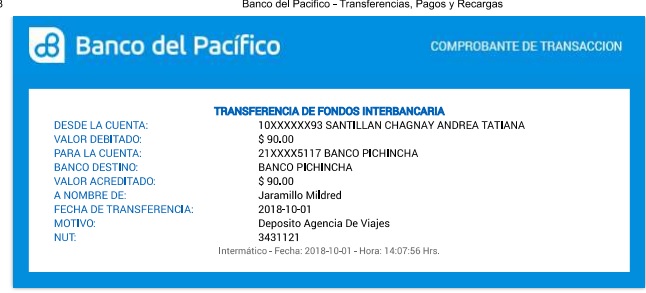 Banco del Pacífico - Transferencias, Pagos y Recargas
Banco del Pacífico
COMPROBANTE DE TRANSACCION
TRANSFERENCIA DE FONDOS INTERBANCARIA
DESDE LA CUENTA: 10XXXXXX93 SANTILLAN CHAGNAY ANDREA TATIANA
VALOR DEBITADO: $ 90.00
PARA LA CUENTA: 21XXXX5117 BANCO PICHINCHA
BANCO DESTINO: BANCO PICHINCHA
VALOR ACREDITADO: $ 90.00
A NOMBRE DE: Jaramillo Mildred
FECHA DE TRANSFERENCIA: 2018-10-01
MOTIVO: Deposito Agencia De Viajes
NUT: 3431121
Intermático - Fecha: 2018-10-01 - Hora: 14:07:56 Hrs.